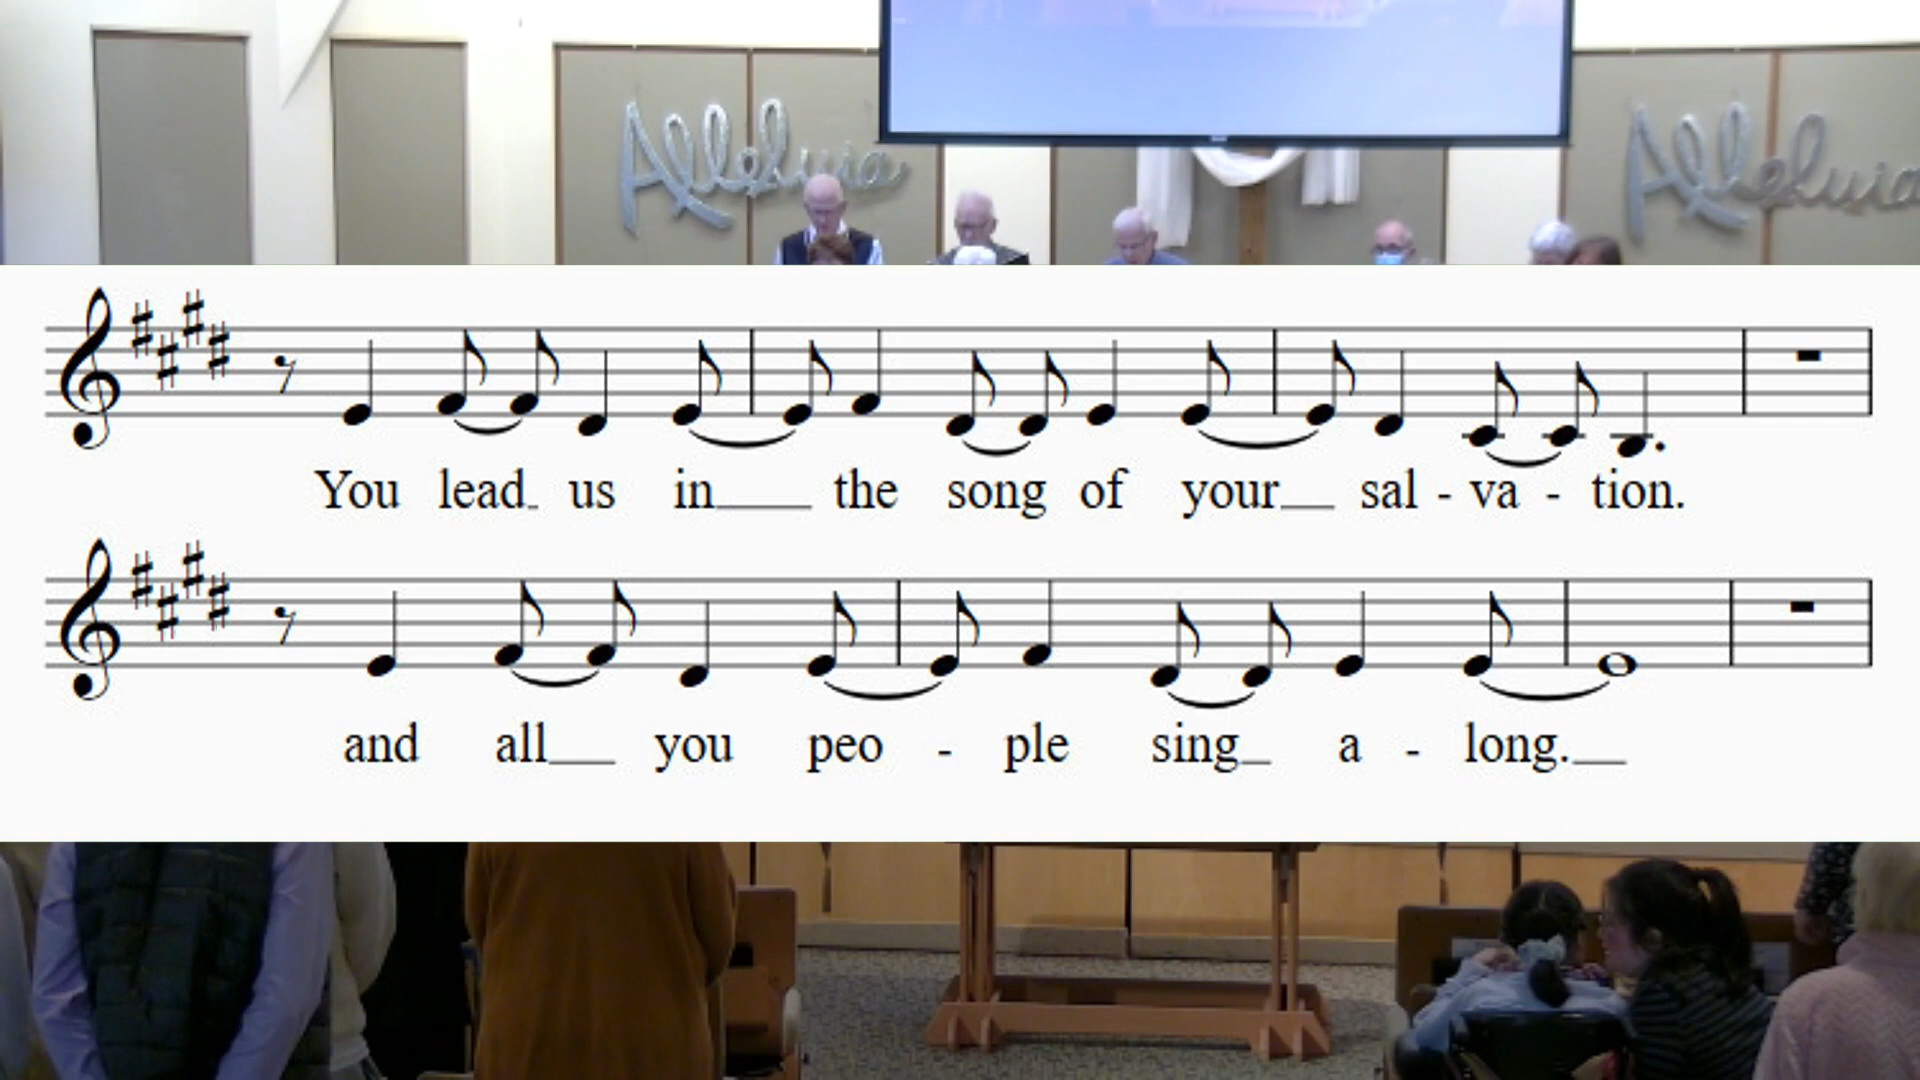 Alleluia Alleluia
You lead us in the song of your sal - va - tion.
and all you peo - ple sing a - long.